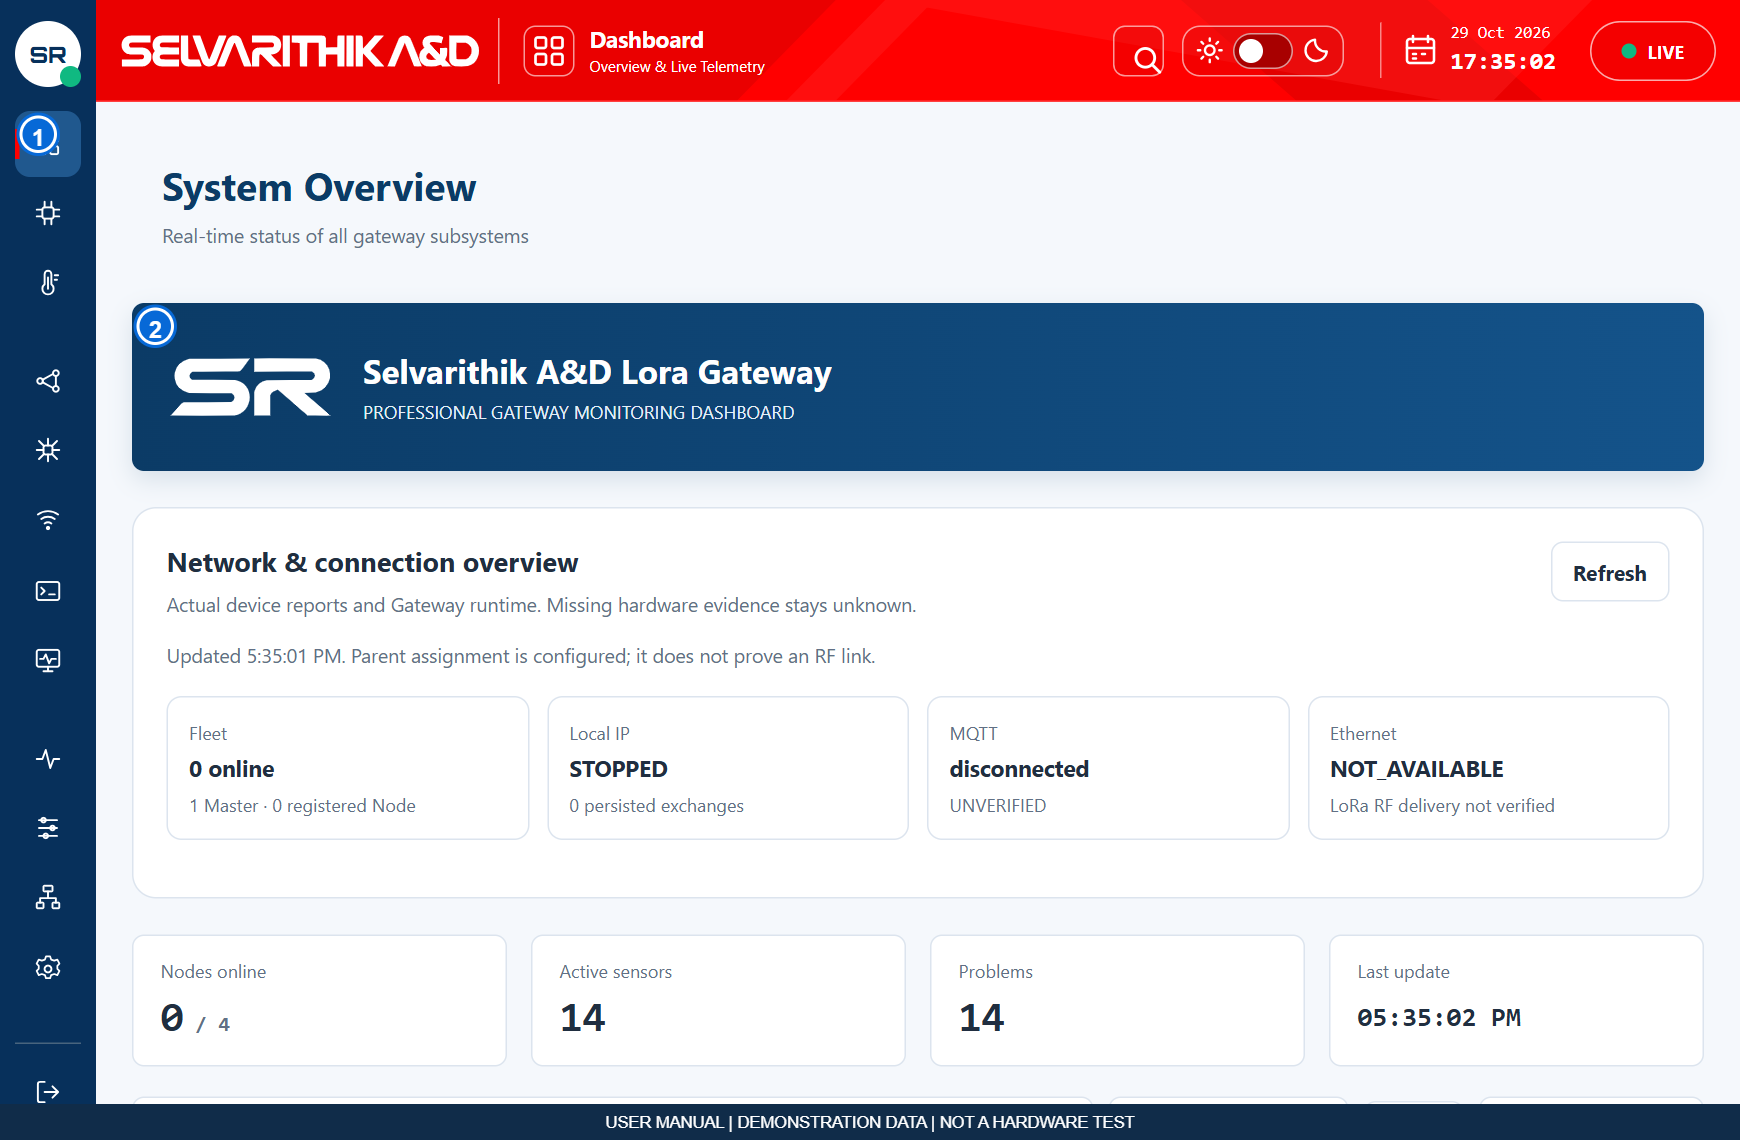 SR
SELVARITHIK A&D
Dashboard
Overview & Live Telemetry
29 Oct 2026
17:35:02
LIVE
1
System Overview
Real-time status of all gateway subsystems
2
SR
Selvarithik A&D Lora Gateway
PROFESSIONAL GATEWAY MONITORING DASHBOARD
Network & connection overview
Refresh
Actual device reports and Gateway runtime. Missing hardware evidence stays unknown.
Updated 5:35:01 PM. Parent assignment is configured; it does not prove an RF link.
Fleet
0 online
1 Master · 0 registered Node
Local IP
STOPPED
0 persisted exchanges
MQTT
disconnected
UNVERIFIED
Ethernet
NOT_AVAILABLE
LoRa RF delivery not verified
Nodes online
0 / 4
Active sensors
14
Problems
14
Last update
05:35:02 PM
USER MANUAL | DEMONSTRATION DATA | NOT A HARDWARE TEST